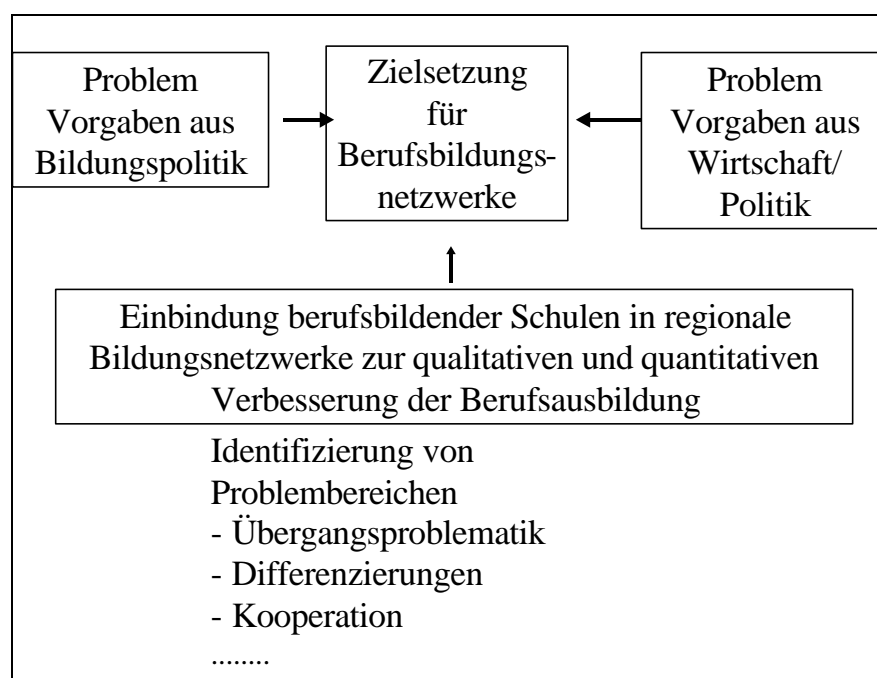 Problem
Vorgaben aus
Bildungspolitik
Zielsetzung
für
Berufsbildungs-
netzwerke
Problem
Vorgaben aus
Wirtschaft/
Politik
Einbindung berufsbildender Schulen in regionale
Bildungsnetzwerke zur qualitativen und quantitativen
Verbesserung der Berufsausbildung
Identifizierung von
Problembereichen
- Übergangsproblematik
- Differenzierungen
- Kooperation
........